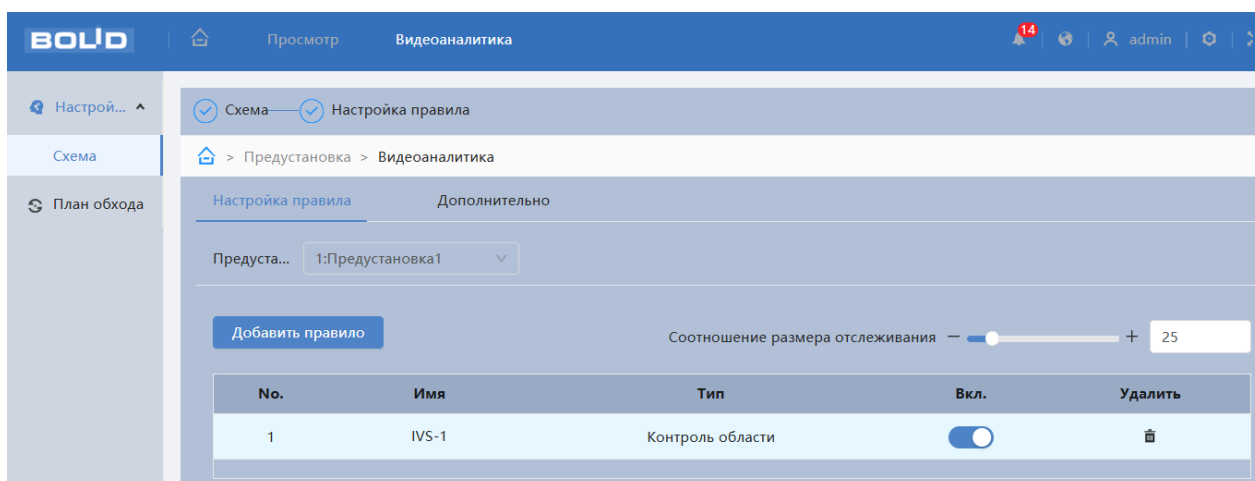 BOLID Просмотр Видеоаналитика 14 admin
Настрой... Схема Настройка правила
Схема > Предустановка > Видеоаналитика
План обхода Настройка правила Дополнительно
Предуста... 1:Предустановка1
Добавить правило Соотношение размера отслеживания − + 25
No. Имя Тип Вкл. Удалить
1 IVS-1 Контроль области